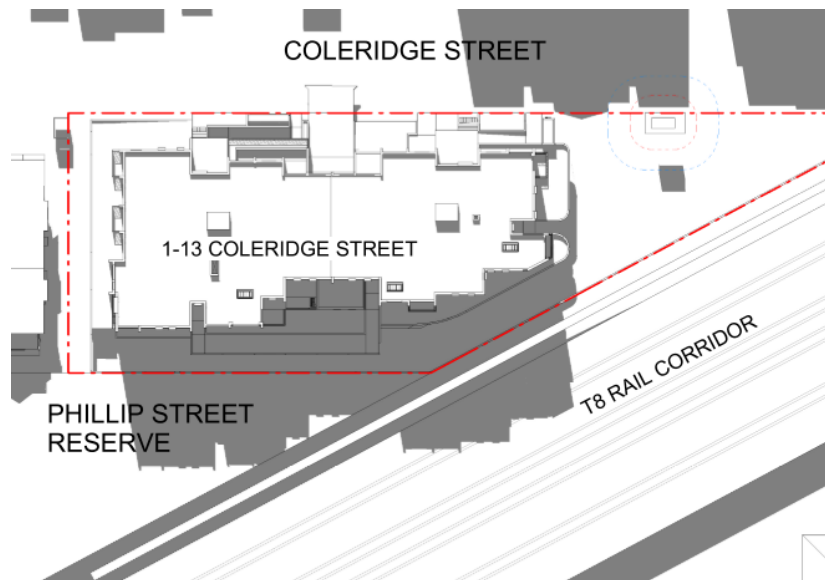 COLERIDGE STREET
1-13 COLERIDGE STREET
T8 RAIL CORRIDOR
PHILLIP STREET
RESERVE